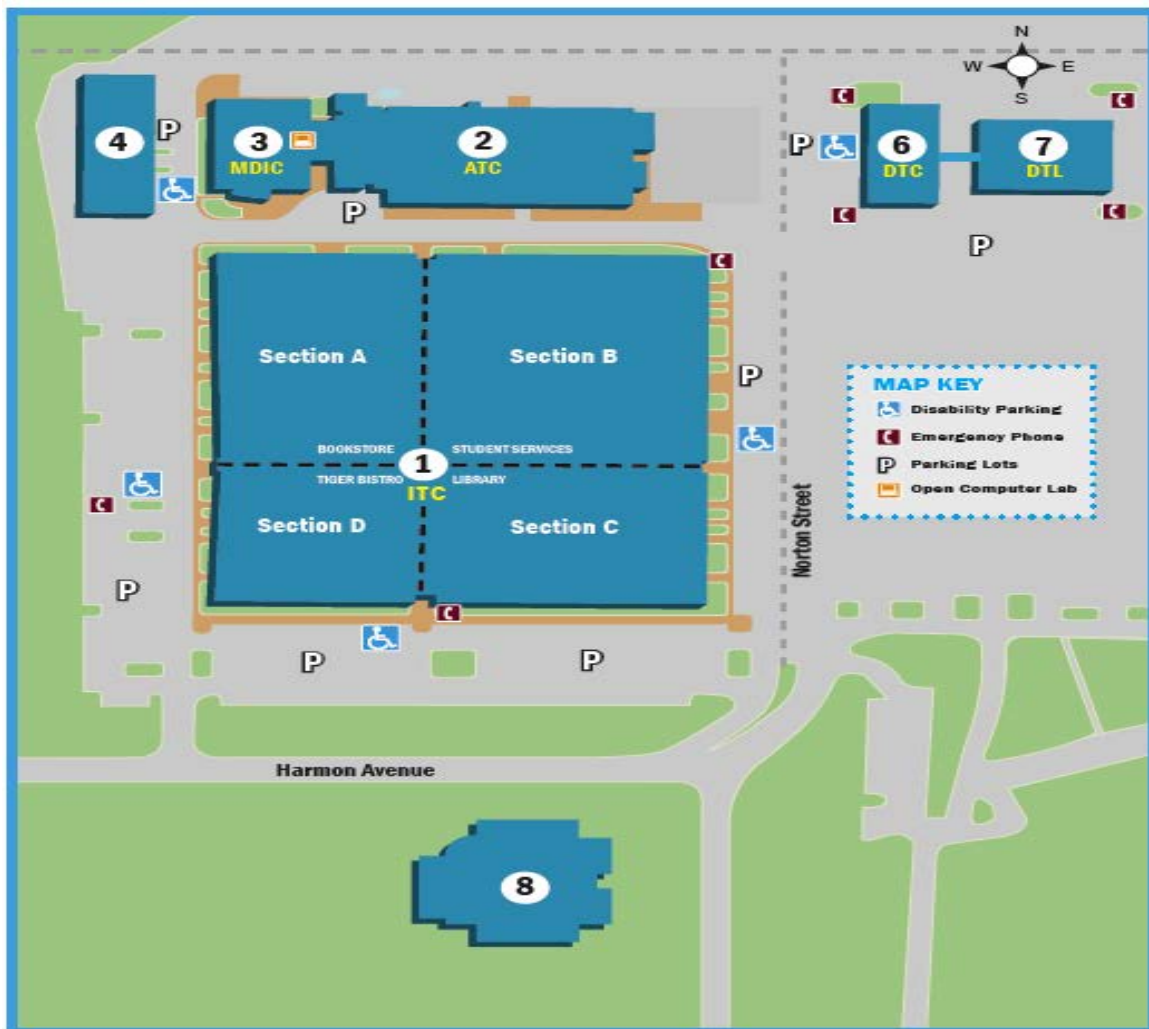 N
W E
S
4
P
3
MDIC
2
ATC
P
P
6
DTC
7
DTL
P
C
C
C
C
C
Section A
Section B
P
MAP KEY
Disability Parking
C Emergency Phone
P Parking Lots
Open Computer Lab
BOOKSTORE
STUDENT SERVICES
1
ITC
TIGER BISTRO
LIBRARY
Section D
Section C
C
P
Norton Street
C
P
P
Harmon Avenue
8